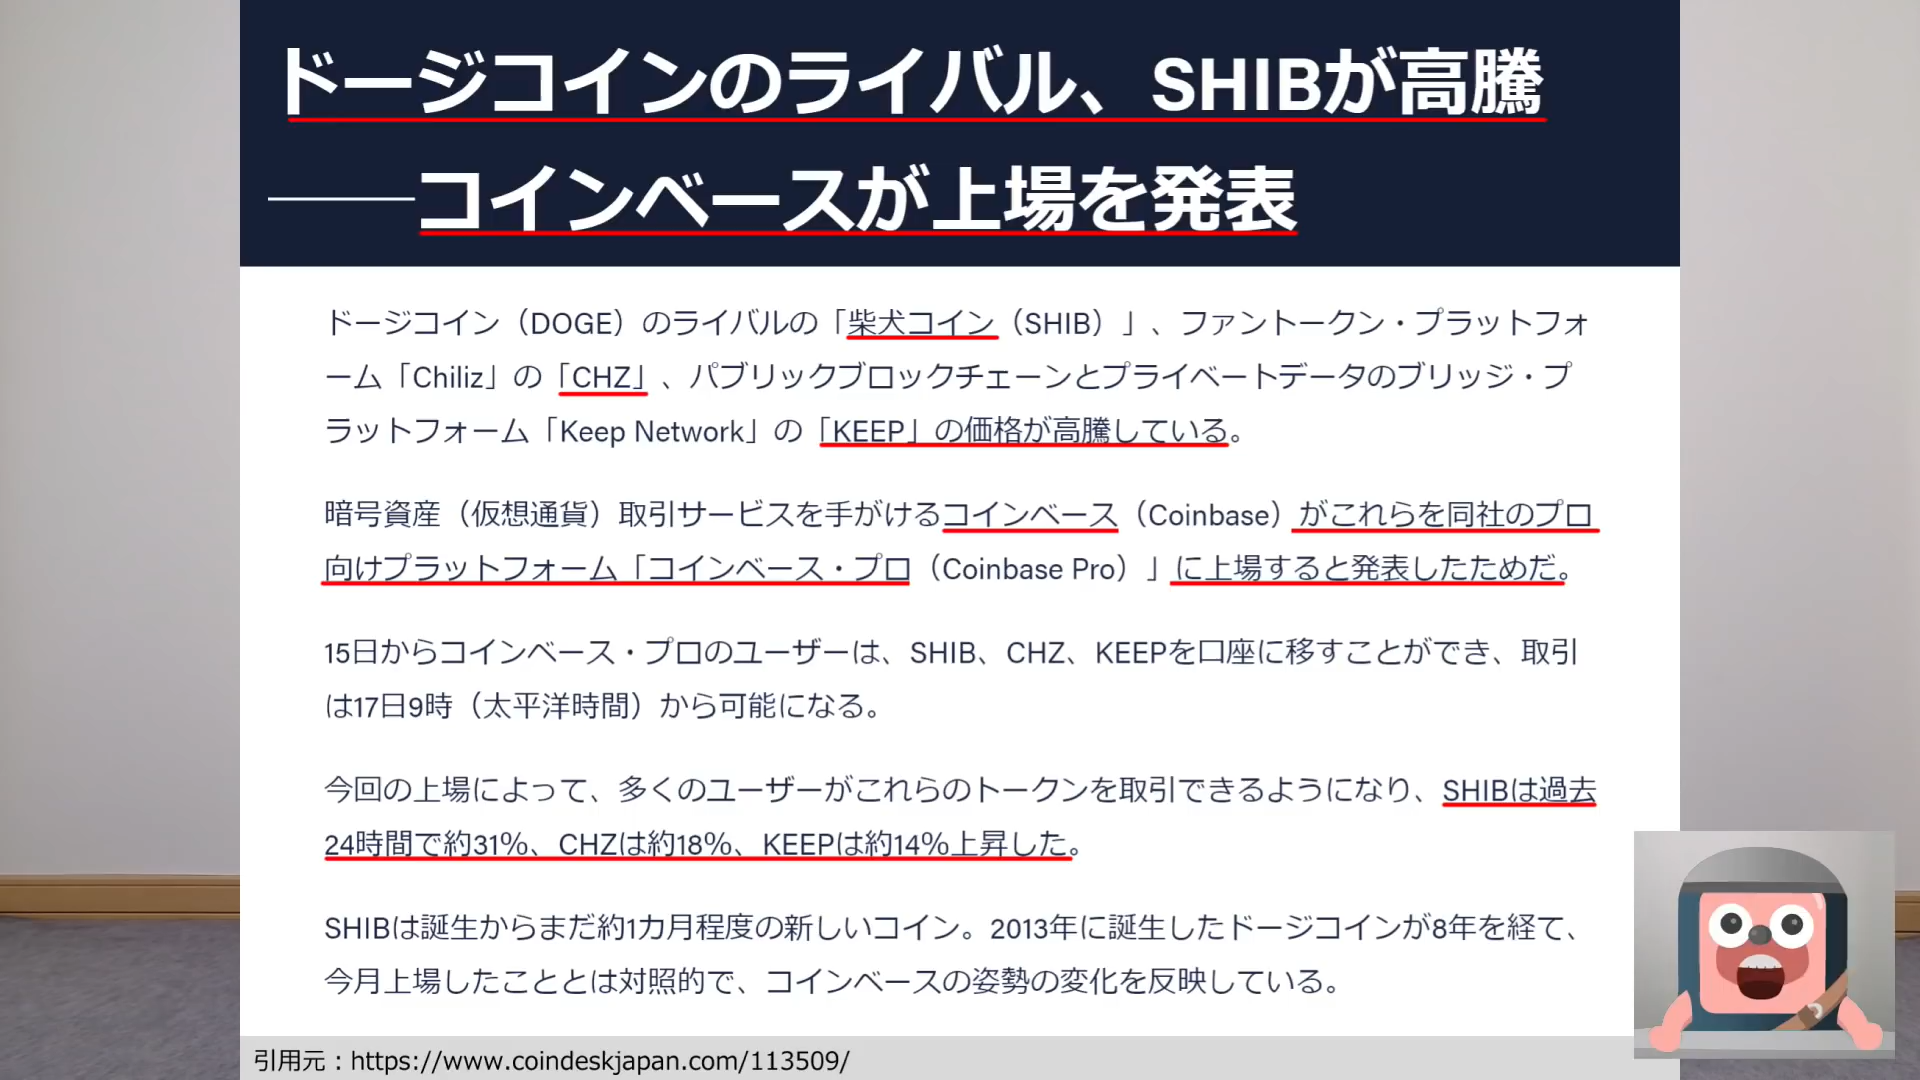 ドージコインのライバル、SHIBが高騰
——コインベースが上場を発表
ドージコイン（DOGE）のライバルの「柴犬コイン（SHIB）」、ファントークン・プラットフォ
ーム「Chiliz」の「CHZ」、パブリックブロックチェーンとプライベートデータのブリッジ・プ
ラットフォーム「Keep Network」の「KEEP」の価格が高騰している。
暗号資産（仮想通貨）取引サービスを手がけるコインベース（Coinbase）がこれらを同社のプロ
向けプラットフォーム「コインベース・プロ（Coinbase Pro）」に上場すると発表したためだ。
15日からコインベース・プロのユーザーは、SHIB、CHZ、KEEPを口座に移すことができ、取引
は17日9時（太平洋時間）から可能になる。
今回の上場によって、多くのユーザーがこれらのトークンを取引できるようになり、SHIBは過去
24時間で約31％、CHZは約18％、KEEPは約14％上昇した。
SHIBは誕生からまだ約1カ月程度の新しいコイン。2013年に誕生したドージコインが8年を経て、
今月上場したこととは対照的で、コインベースの姿勢の変化を反映している。
引用元：https://www.coindeskjapan.com/113509/